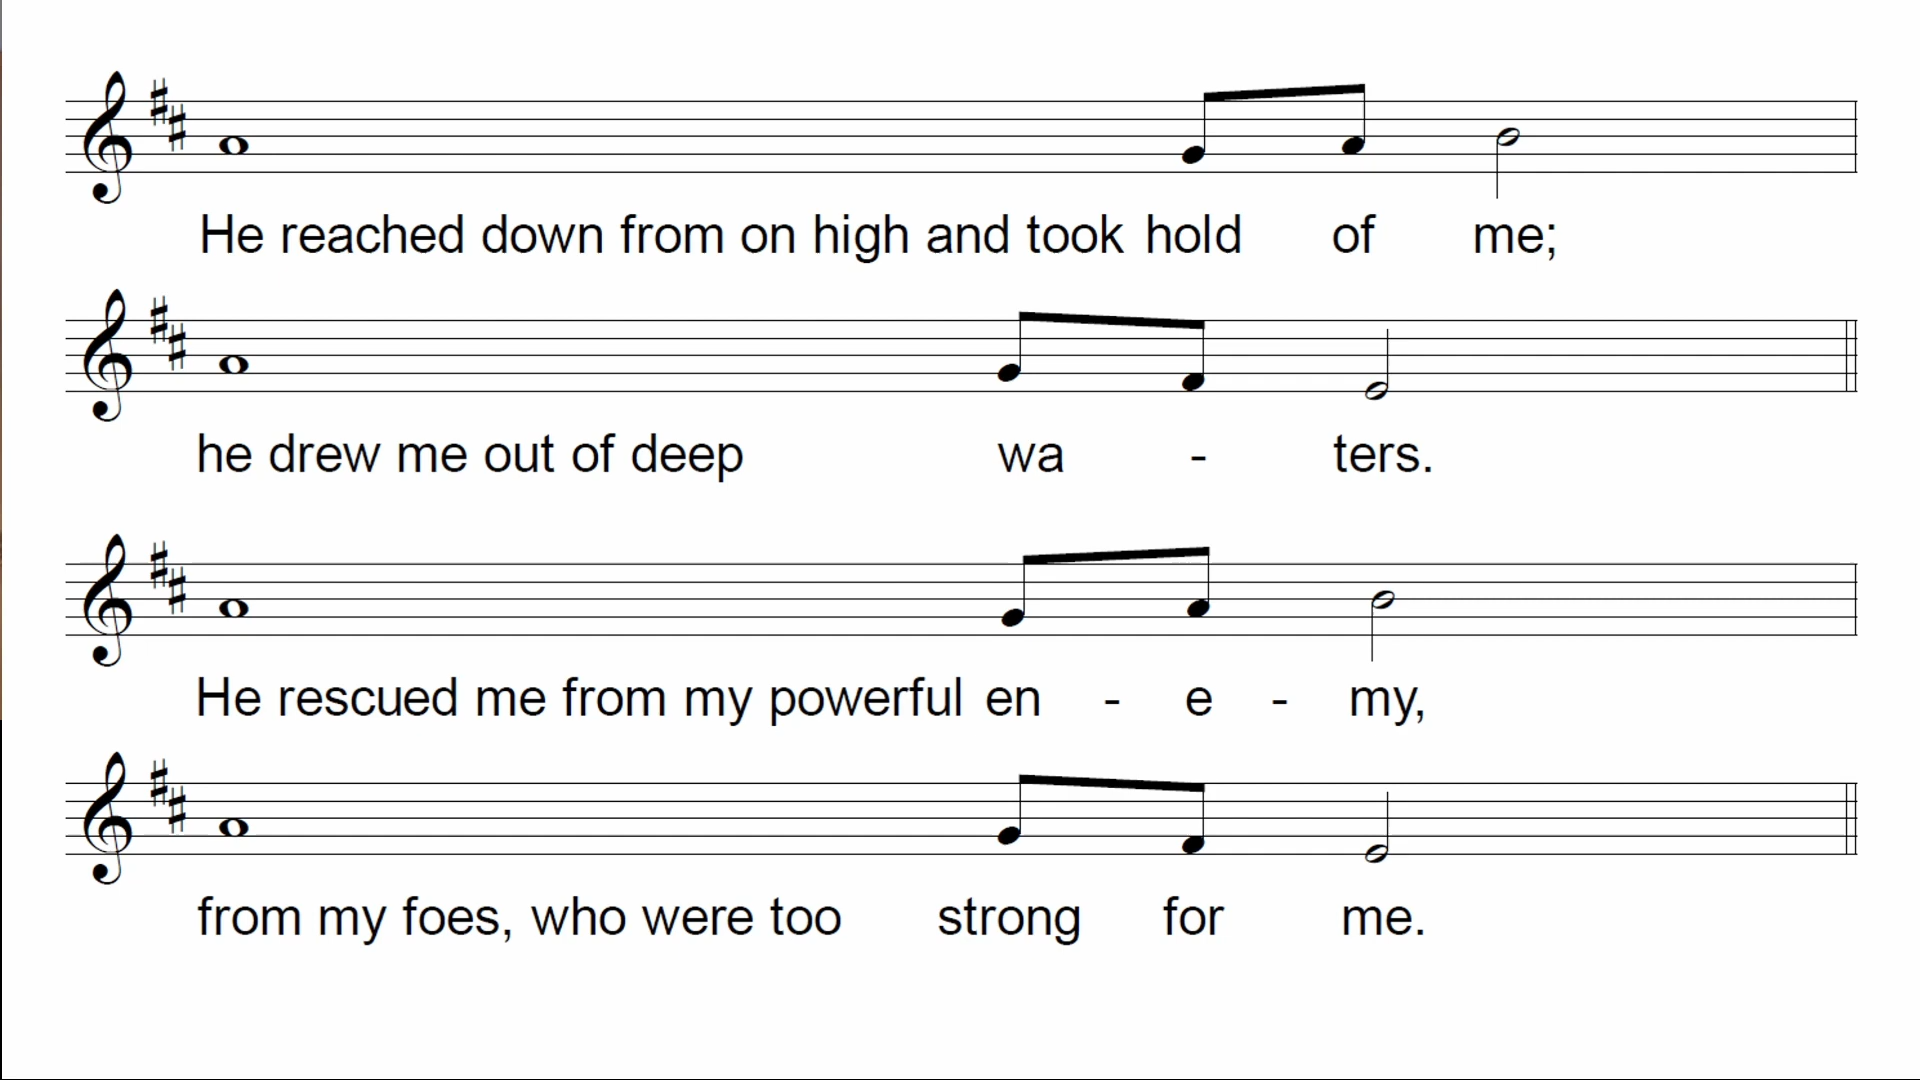 He reached down from on high and took hold of me;
he drew me out of deep wa - ters.
He rescued me from my powerful en - e - my,
from my foes, who were too strong for me.